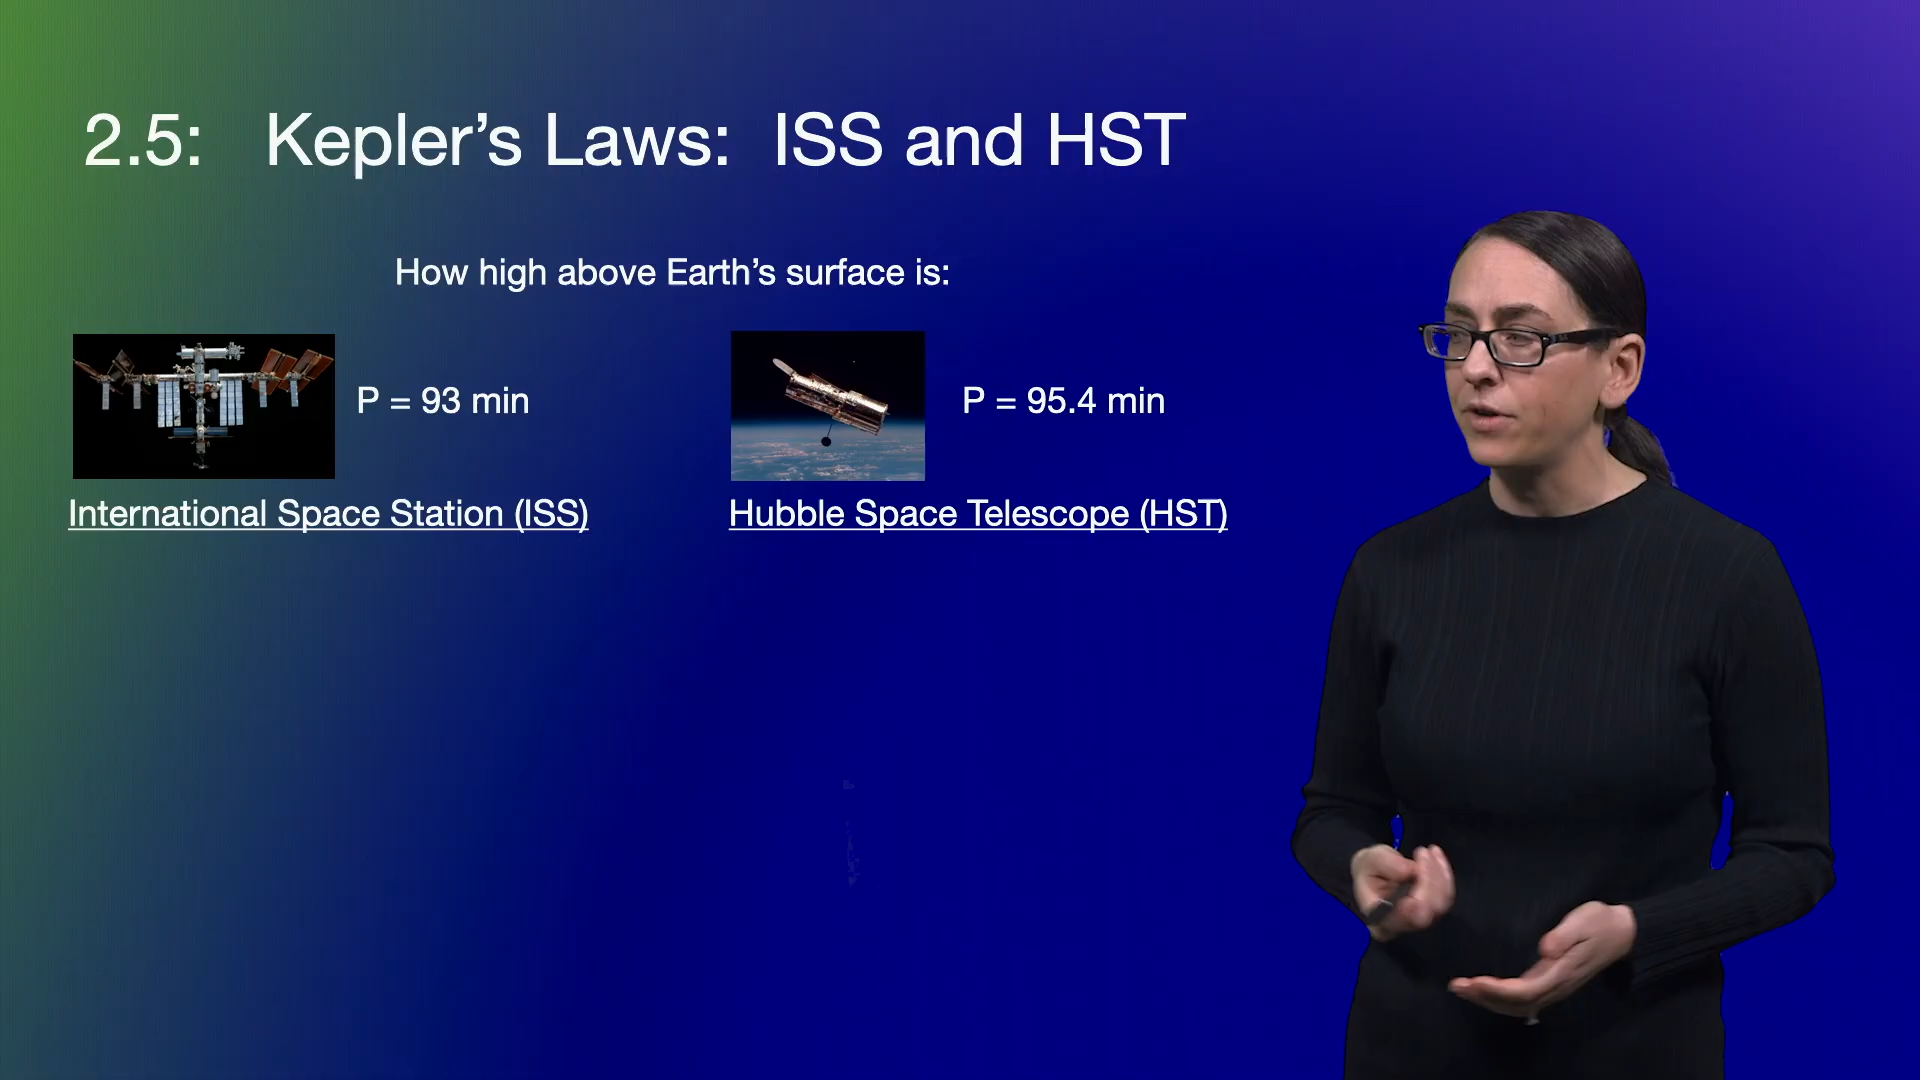 2.5: Kepler’s Laws: ISS and HST
How high above Earth’s surface is:
P = 93 min
P = 95.4 min
International Space Station (ISS)
Hubble Space Telescope (HST)